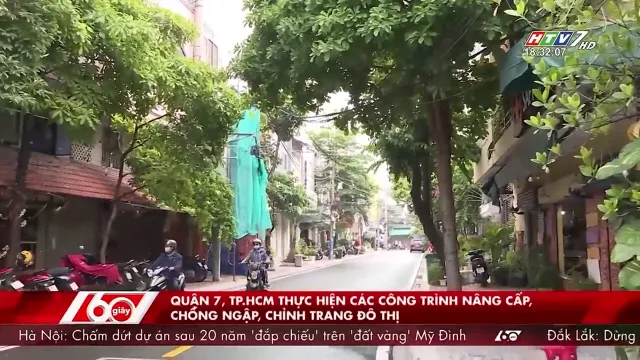 HTV7 HD
18:32:07
60 giây
QUẬN 7, TP.HCM THỰC HIỆN CÁC CÔNG TRÌNH NÂNG CẤP,
CHỐNG NGẬP, CHỈNH TRANG ĐÔ THỊ
Hà Nội: Chấm dứt dự án sau 20 năm 'đắp chiếu' trên 'đất vàng' Mỹ Đình 60 Đắk Lắk: Dừng